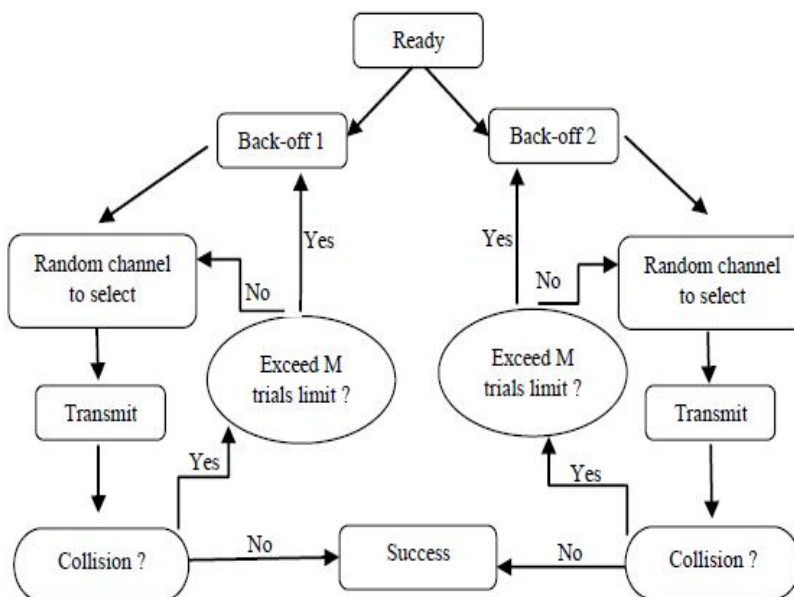 Ready
Back-off 1
Back-off 2
Yes
Yes
Random channel
to select
No
No
Random channel
to select
Exceed M
trials limit ?
Exceed M
trials limit ?
Transmit
Transmit
Yes
Yes
Collision ?
No
Success
No
Collision ?